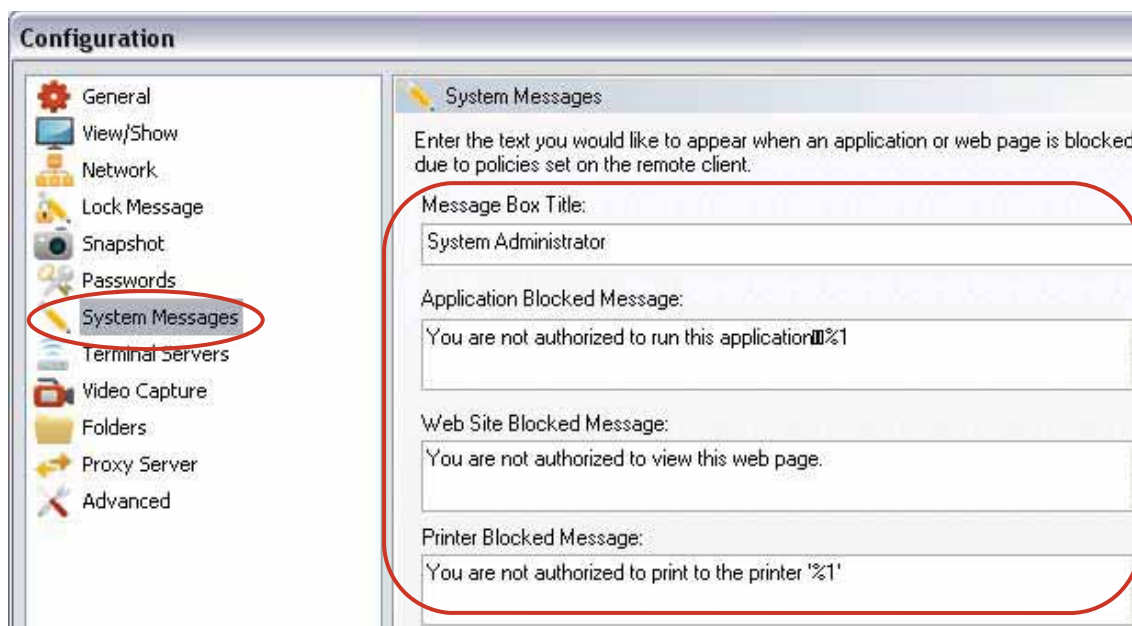 Configuration
General
View/Show
Network
Lock Message
Snapshot
Passwords
System Messages
Terminal Servers
Video Capture
Folders
Proxy Server
Advanced
System Messages
Enter the text you would like to appear when an application or web page is blocked
due to policies set on the remote client.
Message Box Title:
System Administrator
Application Blocked Message:
You are not authorized to run this application▯▯%1
Web Site Blocked Message:
You are not authorized to view this web page.
Printer Blocked Message:
You are not authorized to print to the printer '%1'